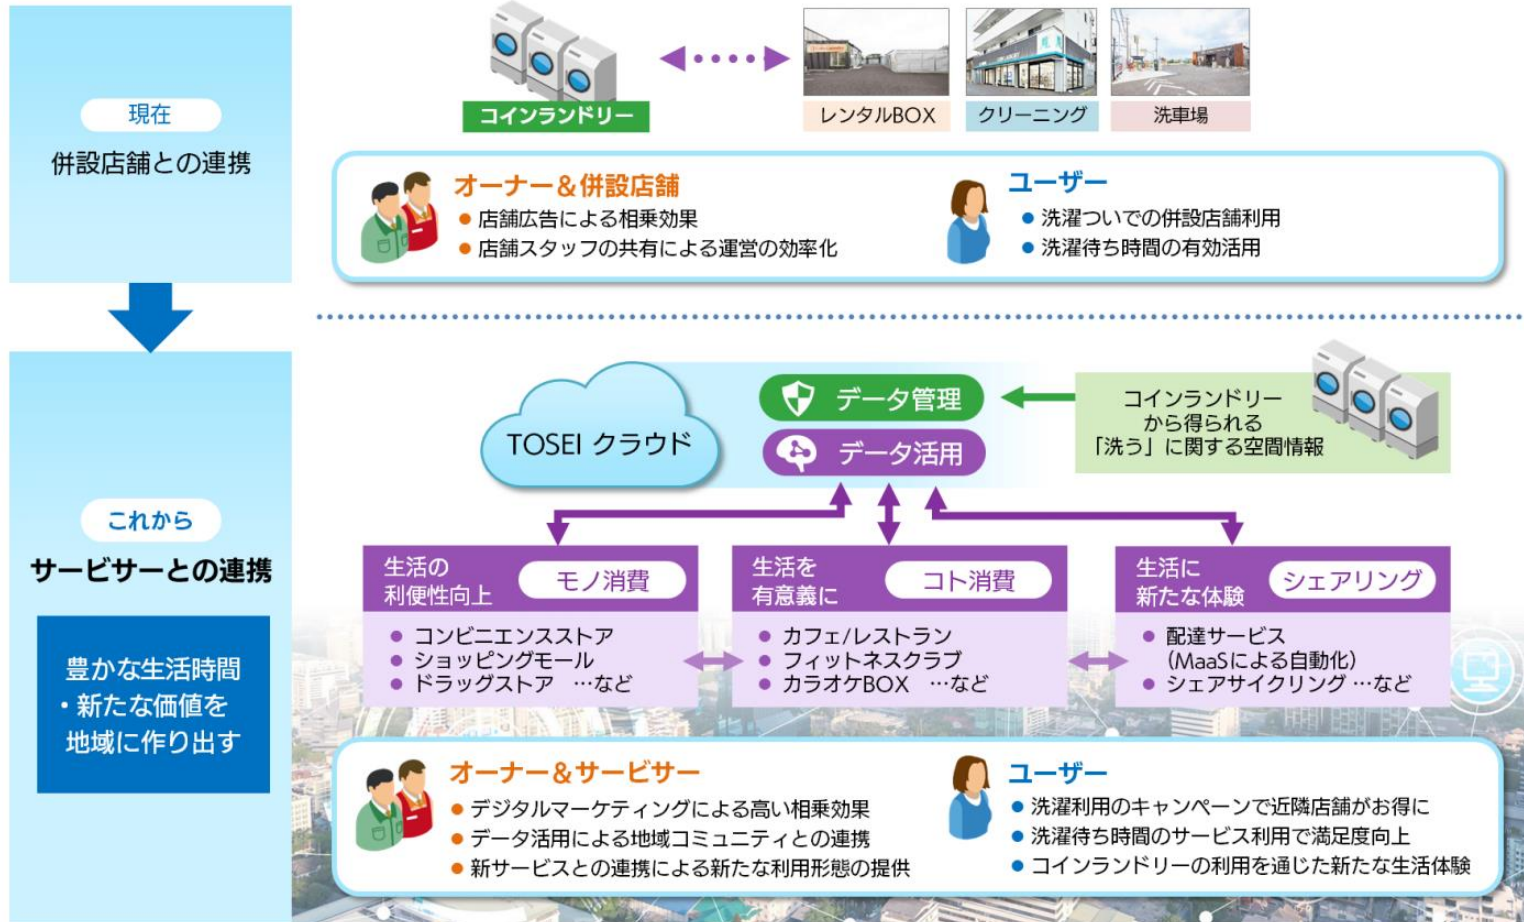 現在
併設店舗との連携
コインランドリー
レンタルBOX
クリーニング
洗車場
オーナー＆併設店舗
● 店舗広告による相乗効果
● 店舗スタッフの共有による運営の効率化
ユーザー
● 洗濯ついでの併設店舗利用
● 洗濯待ち時間の有効活用
これから
サービサーとの連携
豊かな生活時間
・新たな価値を
地域に作り出す
TOSEI クラウド
データ管理
データ活用
コインランドリー
から得られる
「洗う」に関する空間情報
生活の
利便性向上
モノ消費
● コンビニエンスストア
● ショッピングモール
● ドラッグストア …など
生活を
有意義に
コト消費
● カフェ/レストラン
● フィットネスクラブ
● カラオケBOX …など
生活に
新たな体験
シェアリング
● 配達サービス
(MaaSによる自動化)
● シェアサイクリング …など
オーナー＆サービサー
● デジタルマーケティングによる高い相乗効果
● データ活用による地域コミュニティとの連携
● 新サービスとの連携による新たな利用形態の提供
ユーザー
● 洗濯利用のキャンペーンで近隣店舗がお得に
● 洗濯待ち時間のサービス利用で満足度向上
● コインランドリーの利用を通じた新たな生活体験